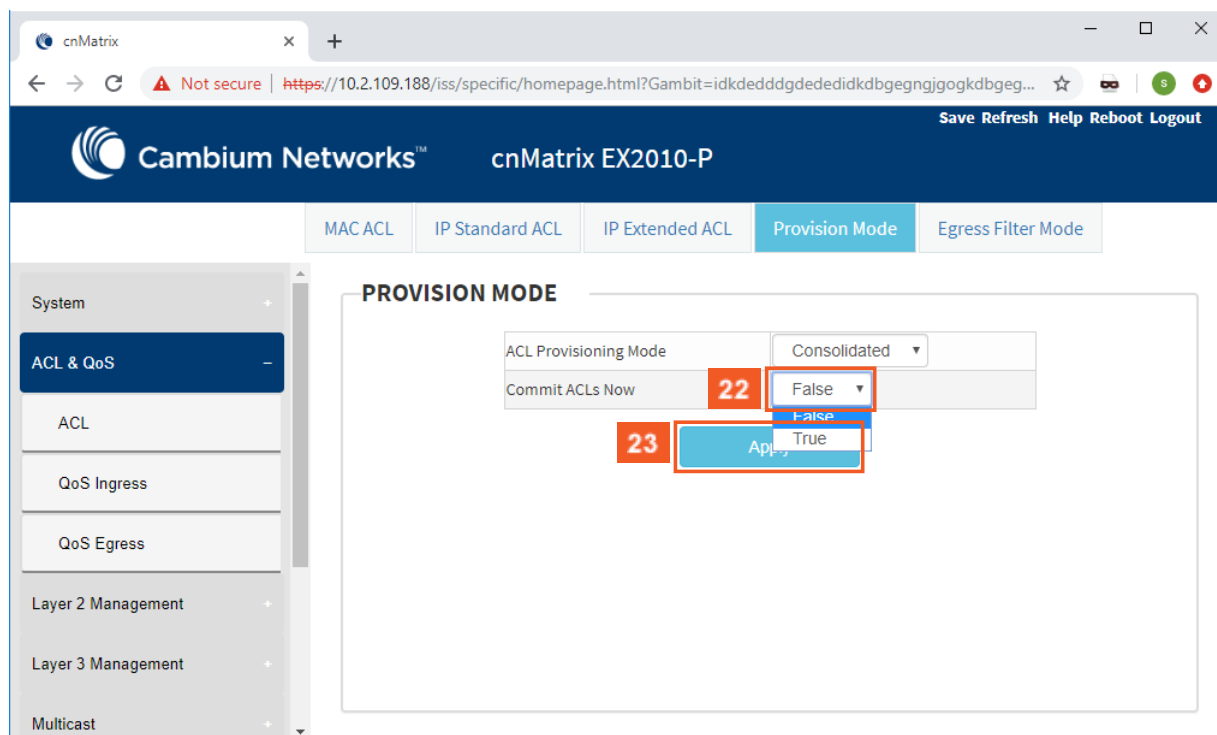 cnMatrix
Not secure | https://10.2.109.188/iss/specific/homepage.html?Gambit=idkdedddgdededidkdbgegngjgogkdbgeg...
S
Save Refresh Help Reboot Logout
Cambium Networks™ cnMatrix EX2010-P
MAC ACL IP Standard ACL IP Extended ACL Provision Mode Egress Filter Mode
System +
PROVISION MODE
ACL Provisioning Mode Consolidated
ACL & QoS –
Commit ACLs Now 22 False
False
True
ACL
23 Apply
QoS Ingress
QoS Egress
Layer 2 Management +
Layer 3 Management +
Multicast +